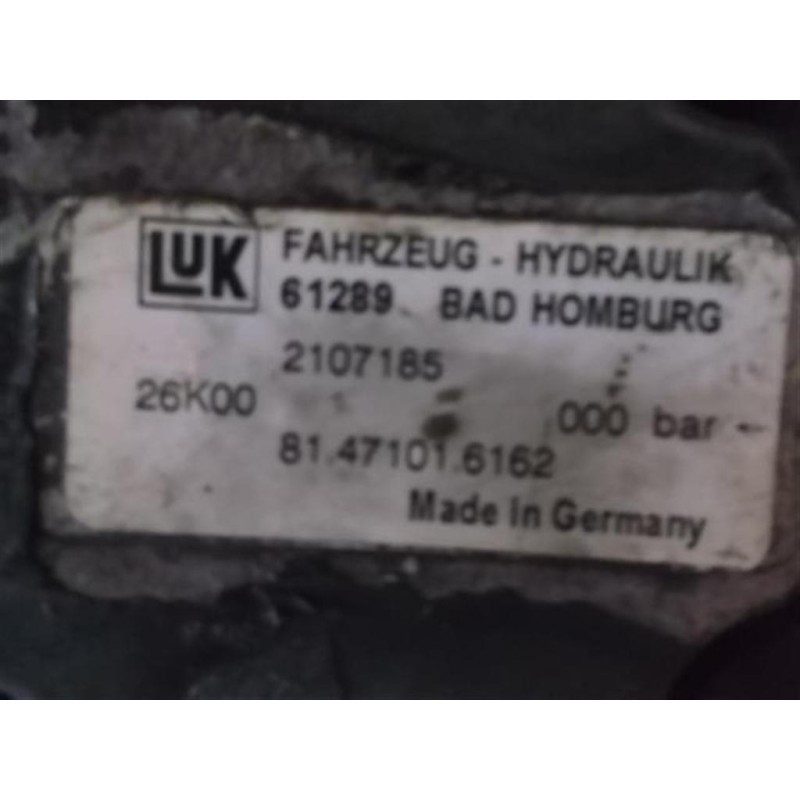 LUK FAHRZEUG - HYDRAULIK
61289 BAD HOMBURG
2107185
26K00 000 bar
81.47101.6162
Made in Germany